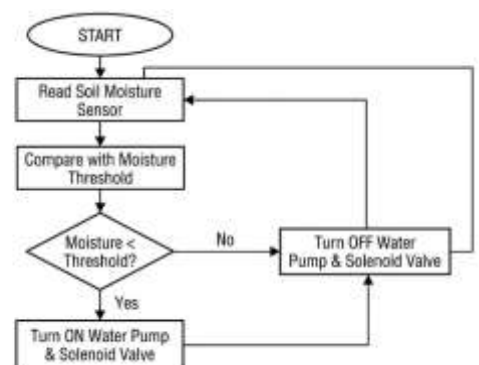 START
Read Soil Moisture
Sensor
Compare with Moisture
Threshold
Moisture <
Threshold?
No
Turn OFF Water
Pump & Solenoid Valve
Yes
Turn ON Water Pump
& Solenoid Valve